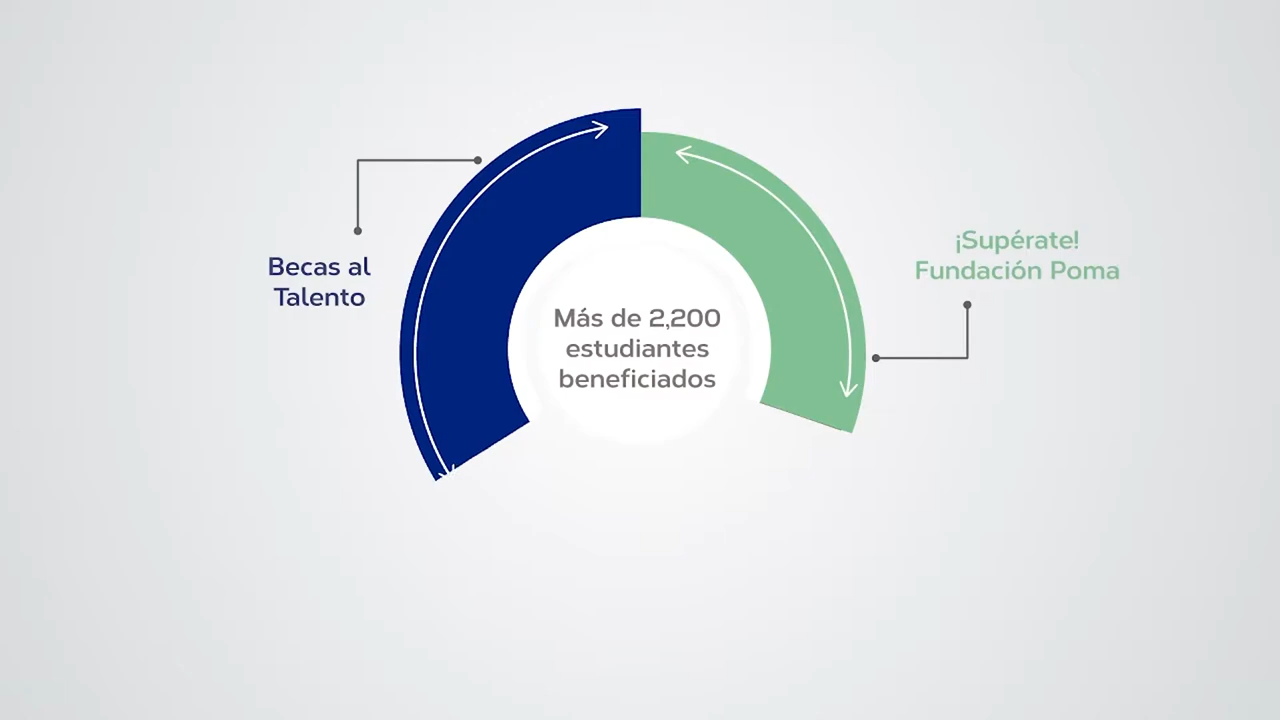 Becas al
Talento
Más de 2,200
estudiantes
beneficiados
¡Supérate!
Fundación Poma